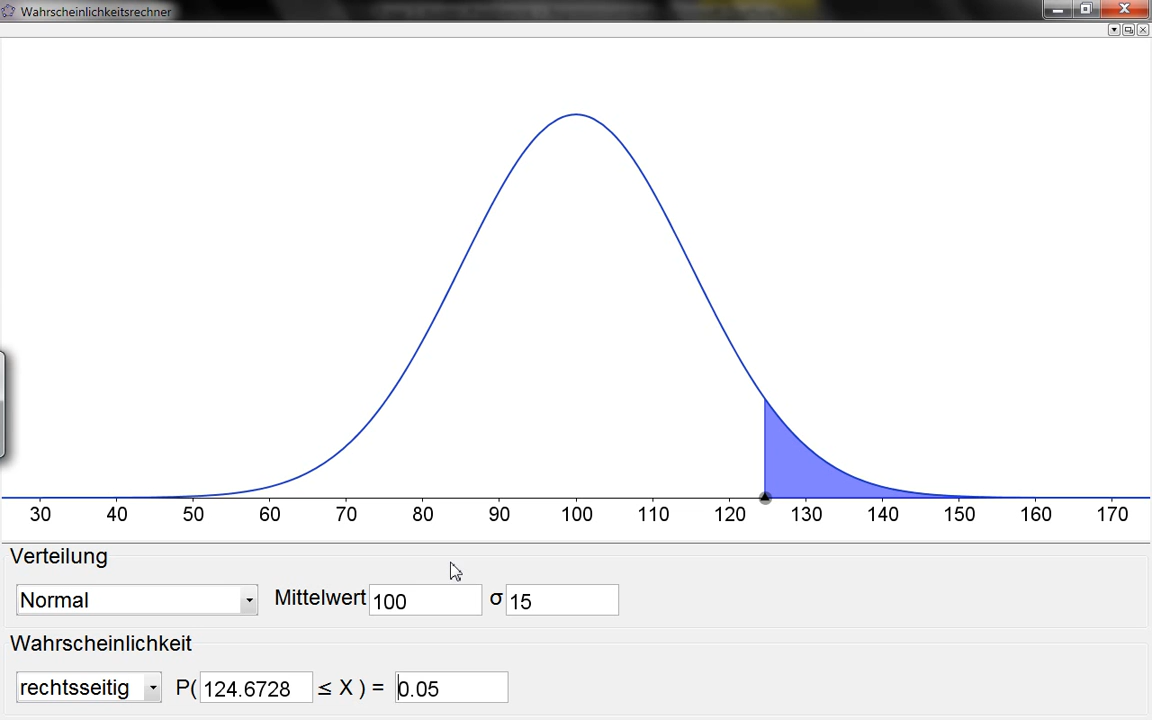 Wahrscheinlichkeitsrechner
30 40 50 60 70 80 90 100 110 120 130 140 150 160 170
Verteilung
Normal Mittelwert 100 σ 15
Wahrscheinlichkeit
rechtsseitig P( 124.6728 ≤ X ) = 0.05